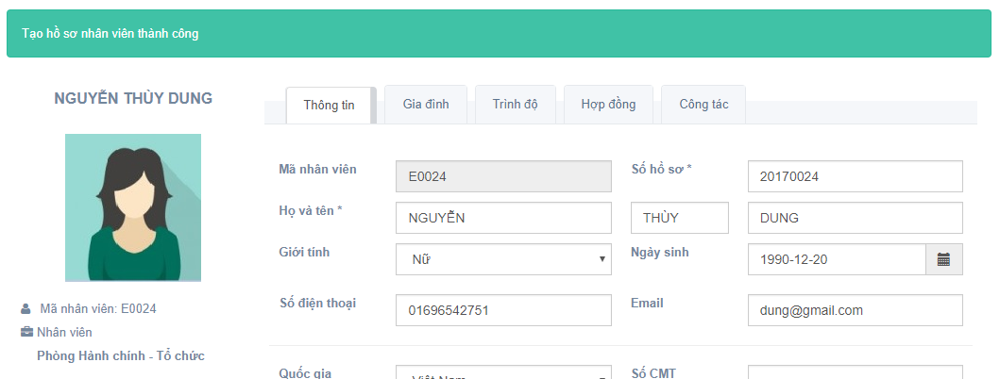 Tạo hồ sơ nhân viên thành công
NGUYỄN THÙY DUNG
Mã nhân viên: E0024
Nhân viên
Phòng Hành chính - Tổ chức
Thông tin Gia đình Trình độ Hợp đồng Công tác
Mã nhân viên E0024 Số hồ sơ * 20170024
Họ và tên * NGUYỄN THÙY DUNG
Giới tính Nữ Ngày sinh 1990-12-20
Số điện thoại 01696542751 Email dung@gmail.com
Quốc gia Việt Nam Số CMT